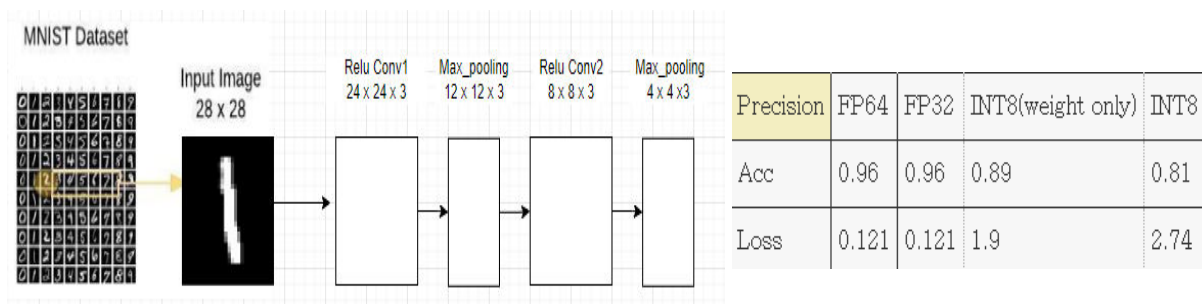 MNIST Dataset
Input Image
28 x 28
Relu Conv1
24 x 24 x 3
Max_pooling
12 x 12 x 3
Relu Conv2
8 x 8 x 3
Max_pooling
4 x 4 x3
Precision FP64 FP32 INT8(weight only) INT8
Acc 0.96 0.96 0.89 0.81
Loss 0.121 0.121 1.9 2.74